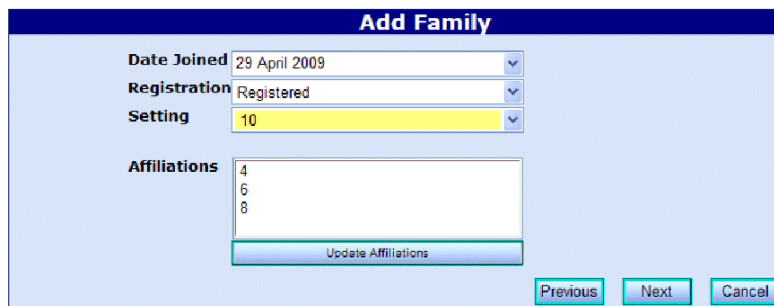 Add Family
Date Joined 29 April 2009
Registration Registered
Setting 10
Affiliations 4
6
8
Update Affiliations
Previous Next Cancel